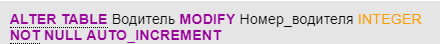 ALTER TABLE Водитель MODIFY Номер_водителя INTEGER
NOT NULL AUTO_INCREMENT